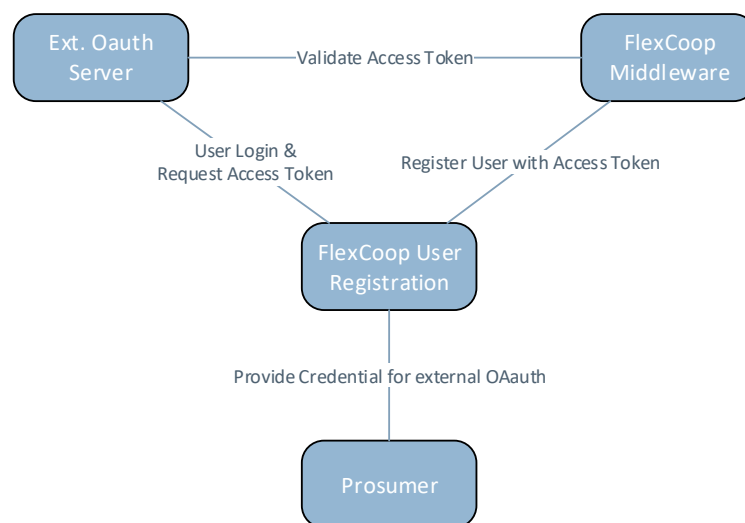 Ext. Oauth
Server
Validate Access Token
FlexCoop
Middleware
User Login &
Request Access Token
Register User with Access Token
FlexCoop User
Registration
Provide Credential for external OAauth
Prosumer